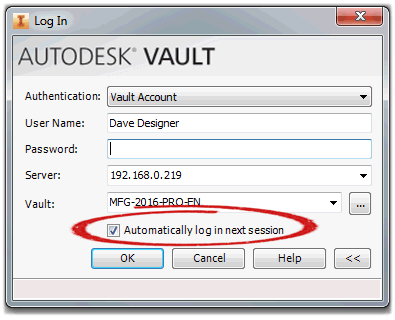 Log In
AUTODESK® VAULT
Authentication: Vault Account
User Name: Dave Designer
Password:
Server: 192.168.0.219
Vault: MFG-2016-PRO-EN ...
Automatically log in next session
OK Cancel Help <<